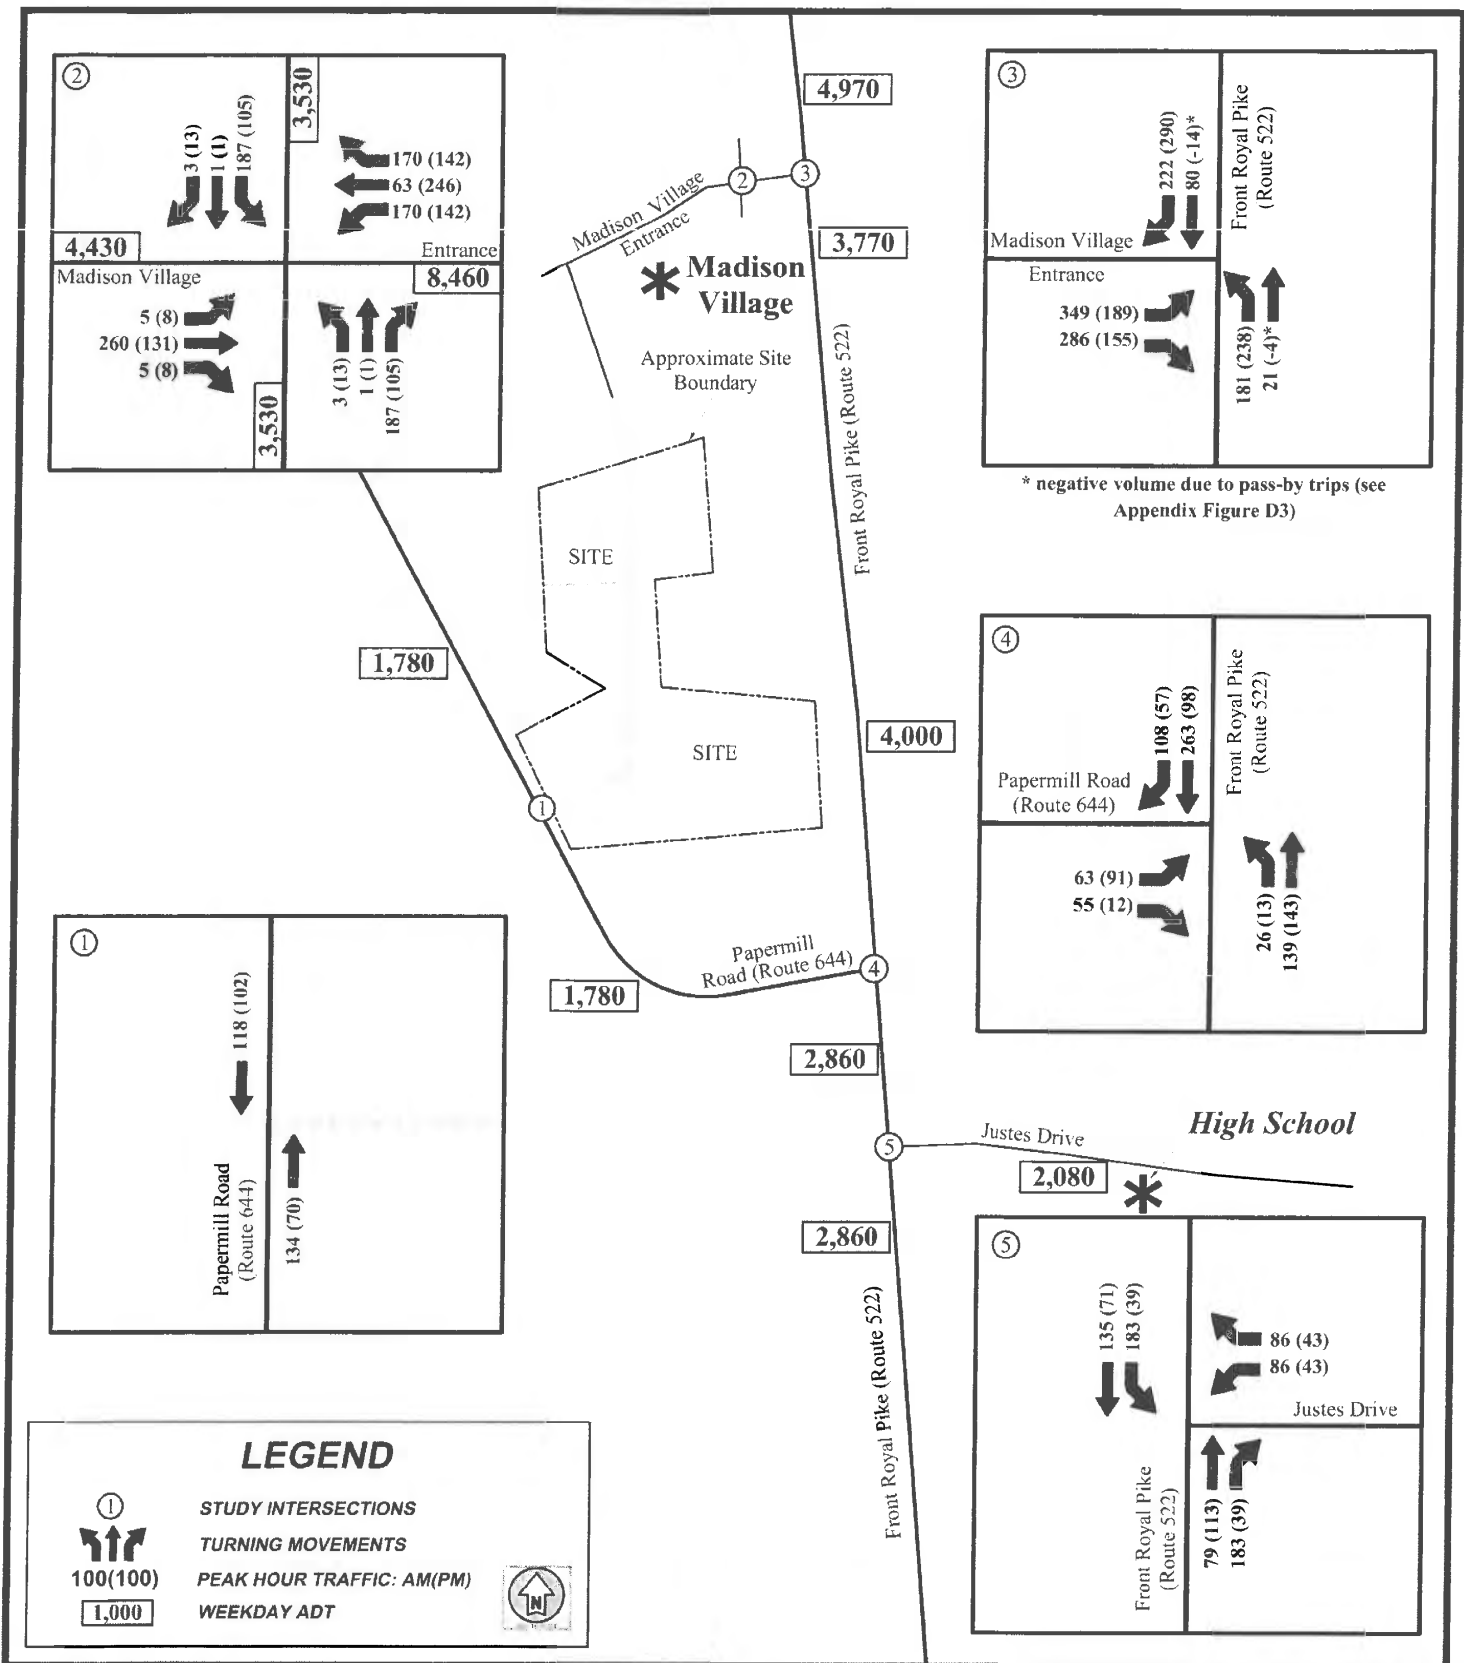 ②
3 (13)
1 (1)
187 (105)
3,530
170 (142)
63 (246)
170 (142)
4,430
Entrance
Madison Village
8,460
5 (8)
260 (131)
5 (8)
3,530
3 (13)
1 (1)
187 (105)
4,970
②
③
Madison Village
Entrance
3,770
* Madison
Village
Approximate Site
Boundary
Front Royal Pike (Route 522)
SITE
1,780
SITE
4,000
①
Papermill
Road (Route 644)
④
1,780
2,860
⑤
Justes Drive
High School
2,080
*
2,860
Front Royal Pike (Route 522)
③
222 (290)
80 (-14)*
Front Royal Pike
(Route 522)
Madison Village
Entrance
349 (189)
286 (155)
181 (238)
21 (-4)*
* negative volume due to pass-by trips (see
Appendix Figure D3)
④
108 (57)
263 (98)
Front Royal Pike
(Route 522)
Papermill Road
(Route 644)
63 (91)
55 (12)
26 (13)
139 (143)
①
118 (102)
Papermill Road
(Route 644)
134 (70)
⑤
135 (71)
183 (39)
86 (43)
86 (43)
Justes Drive
Front Royal Pike
(Route 522)
79 (113)
183 (39)
LEGEND
① STUDY INTERSECTIONS
TURNING MOVEMENTS
100(100) PEAK HOUR TRAFFIC: AM(PM)
1,000 WEEKDAY ADT
N